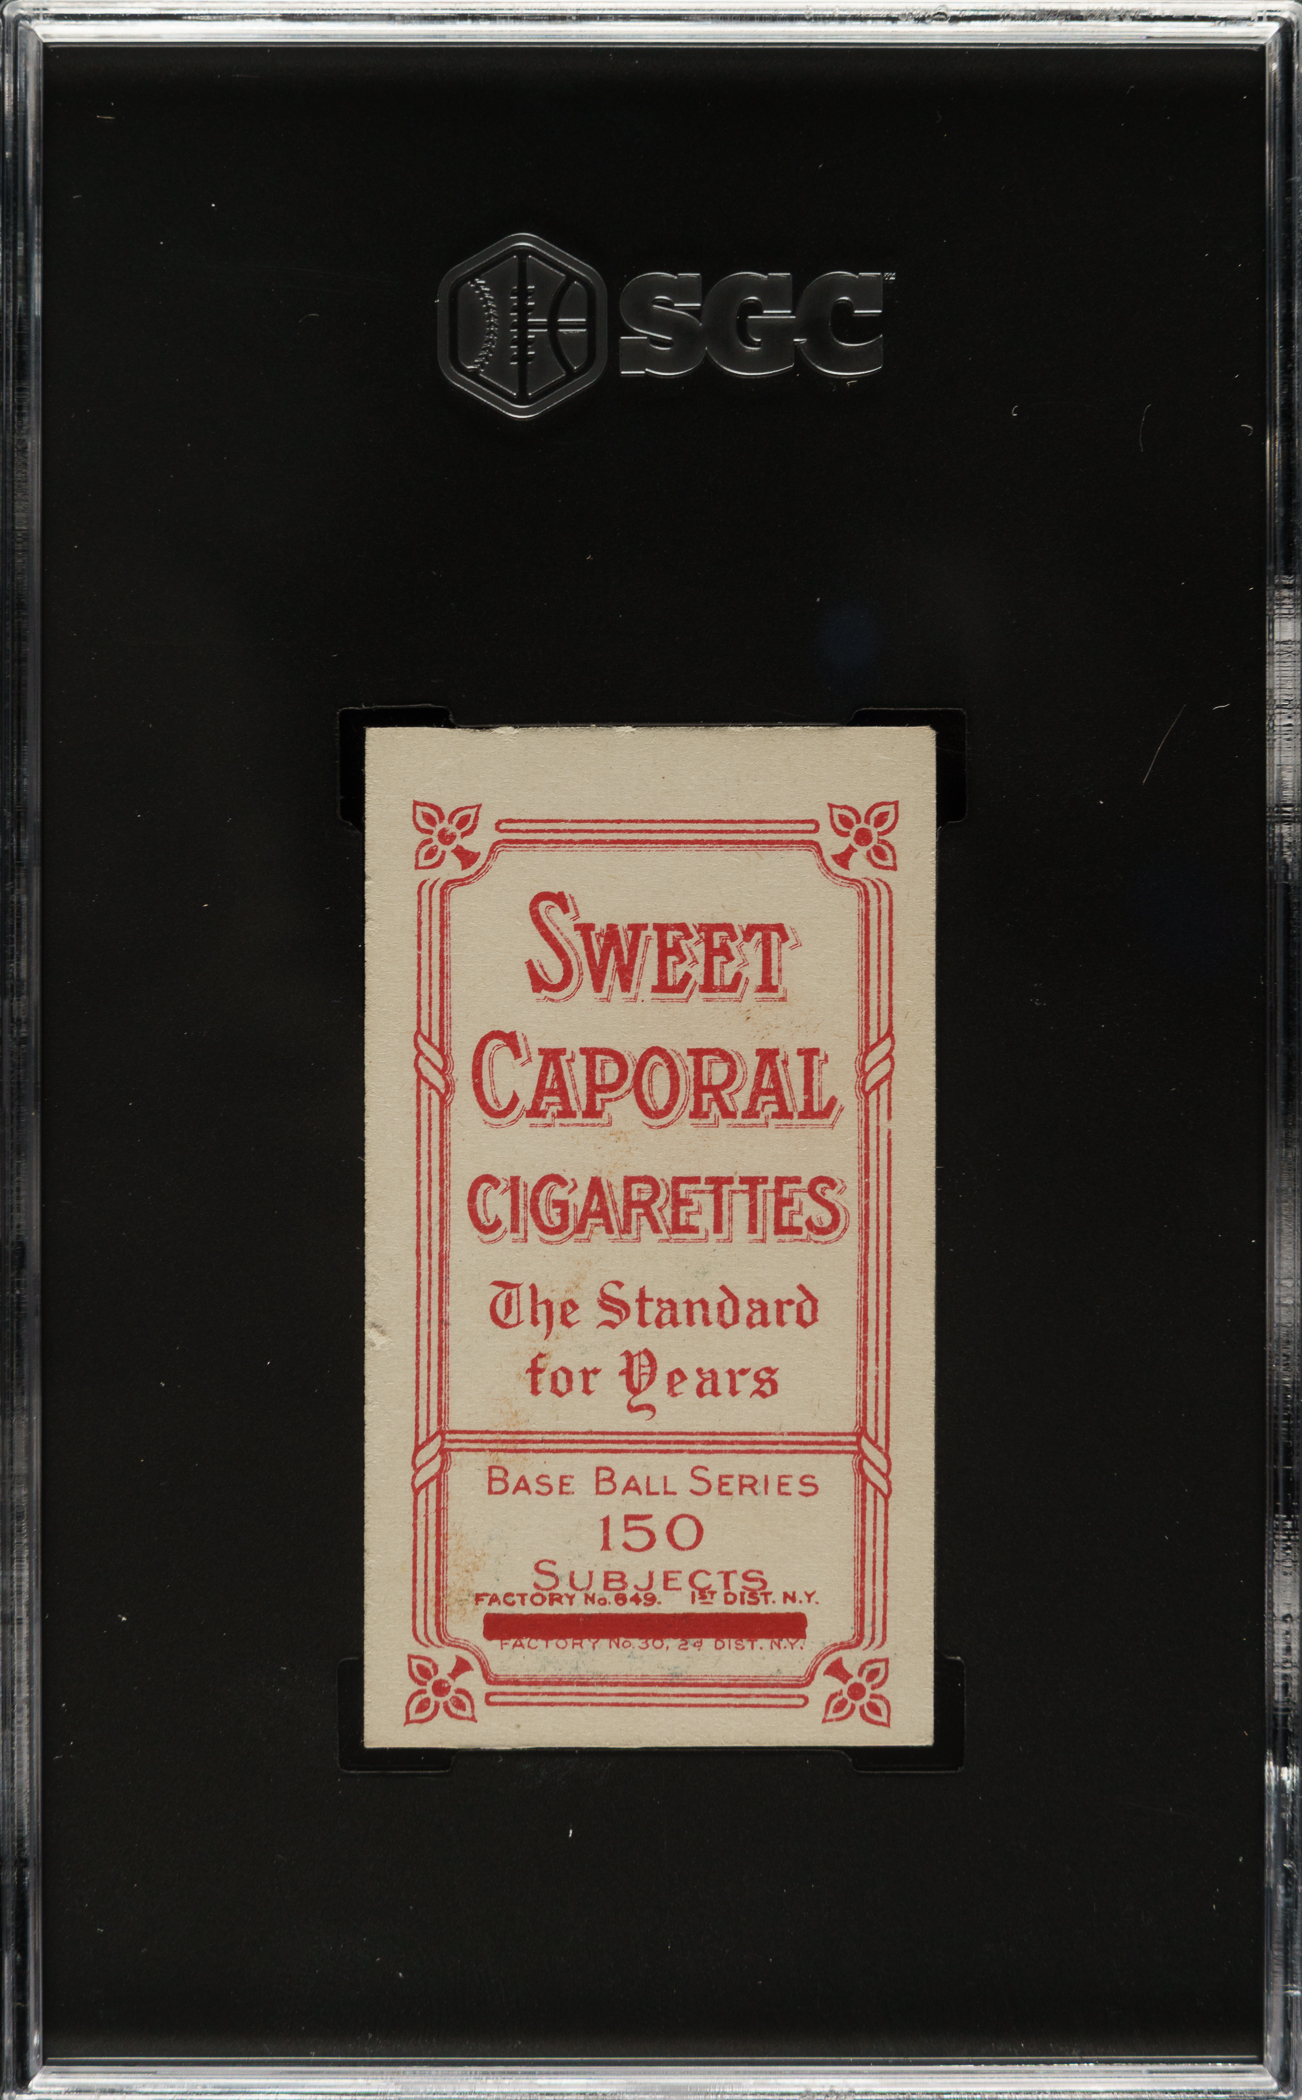 SGC™
SWEET
CAPORAL
CIGARETTES
The Standard
for Years
BASE BALL SERIES
150
SUBJECTS
FACTORY No. 649. 1ST DIST. N.Y.
FACTORY No. 30, 2d DIST. N.Y.